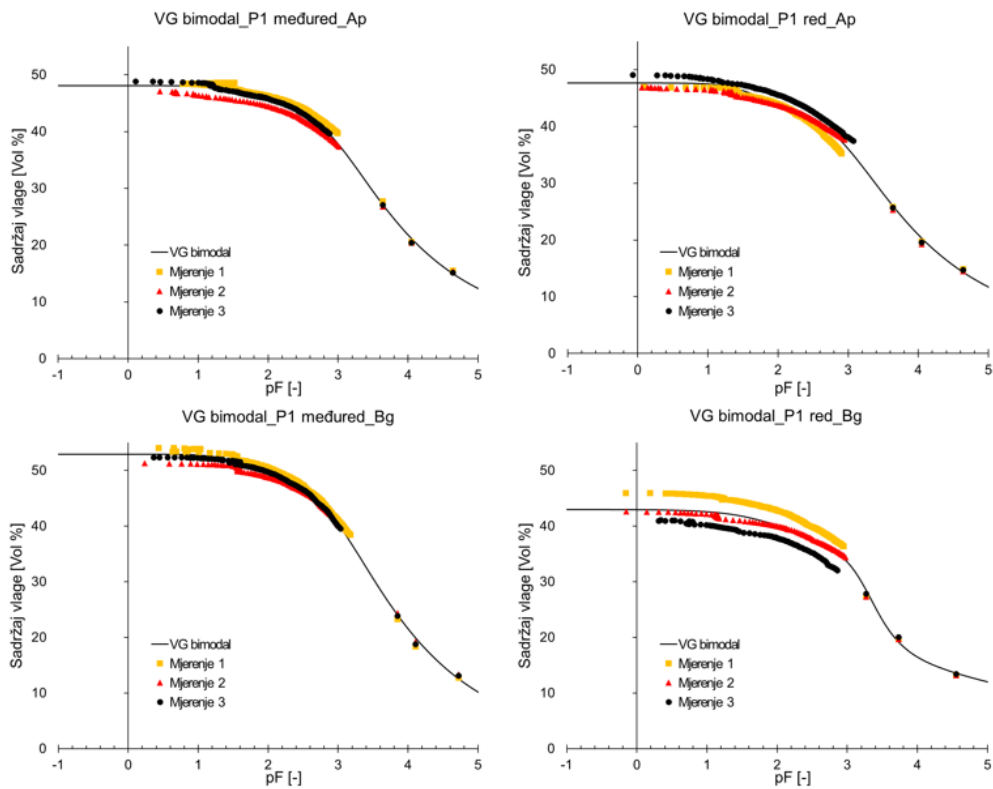 VG bimodal_P1 međured_Ap
Sadržaj vlage [Vol %]
50
40
30
20
10
0
VG bimodal
Mjerenje 1
Mjerenje 2
Mjerenje 3
-1 0 1 2 3 4 5
pF [-]
VG bimodal_P1 red_Ap
Sadržaj vlage [Vol %]
50
40
30
20
10
0
VG bimodal
Mjerenje 1
Mjerenje 2
Mjerenje 3
-1 0 1 2 3 4 5
pF [-]
VG bimodal_P1 međured_Bg
Sadržaj vlage [Vol %]
50
40
30
20
10
0
VG bimodal
Mjerenje 1
Mjerenje 2
Mjerenje 3
-1 0 1 2 3 4 5
pF [-]
VG bimodal_P1 red_Bg
Sadržaj vlage [Vol %]
50
40
30
20
10
0
VG bimodal
Mjerenje 1
Mjerenje 2
Mjerenje 3
-1 0 1 2 3 4 5
pF [-]